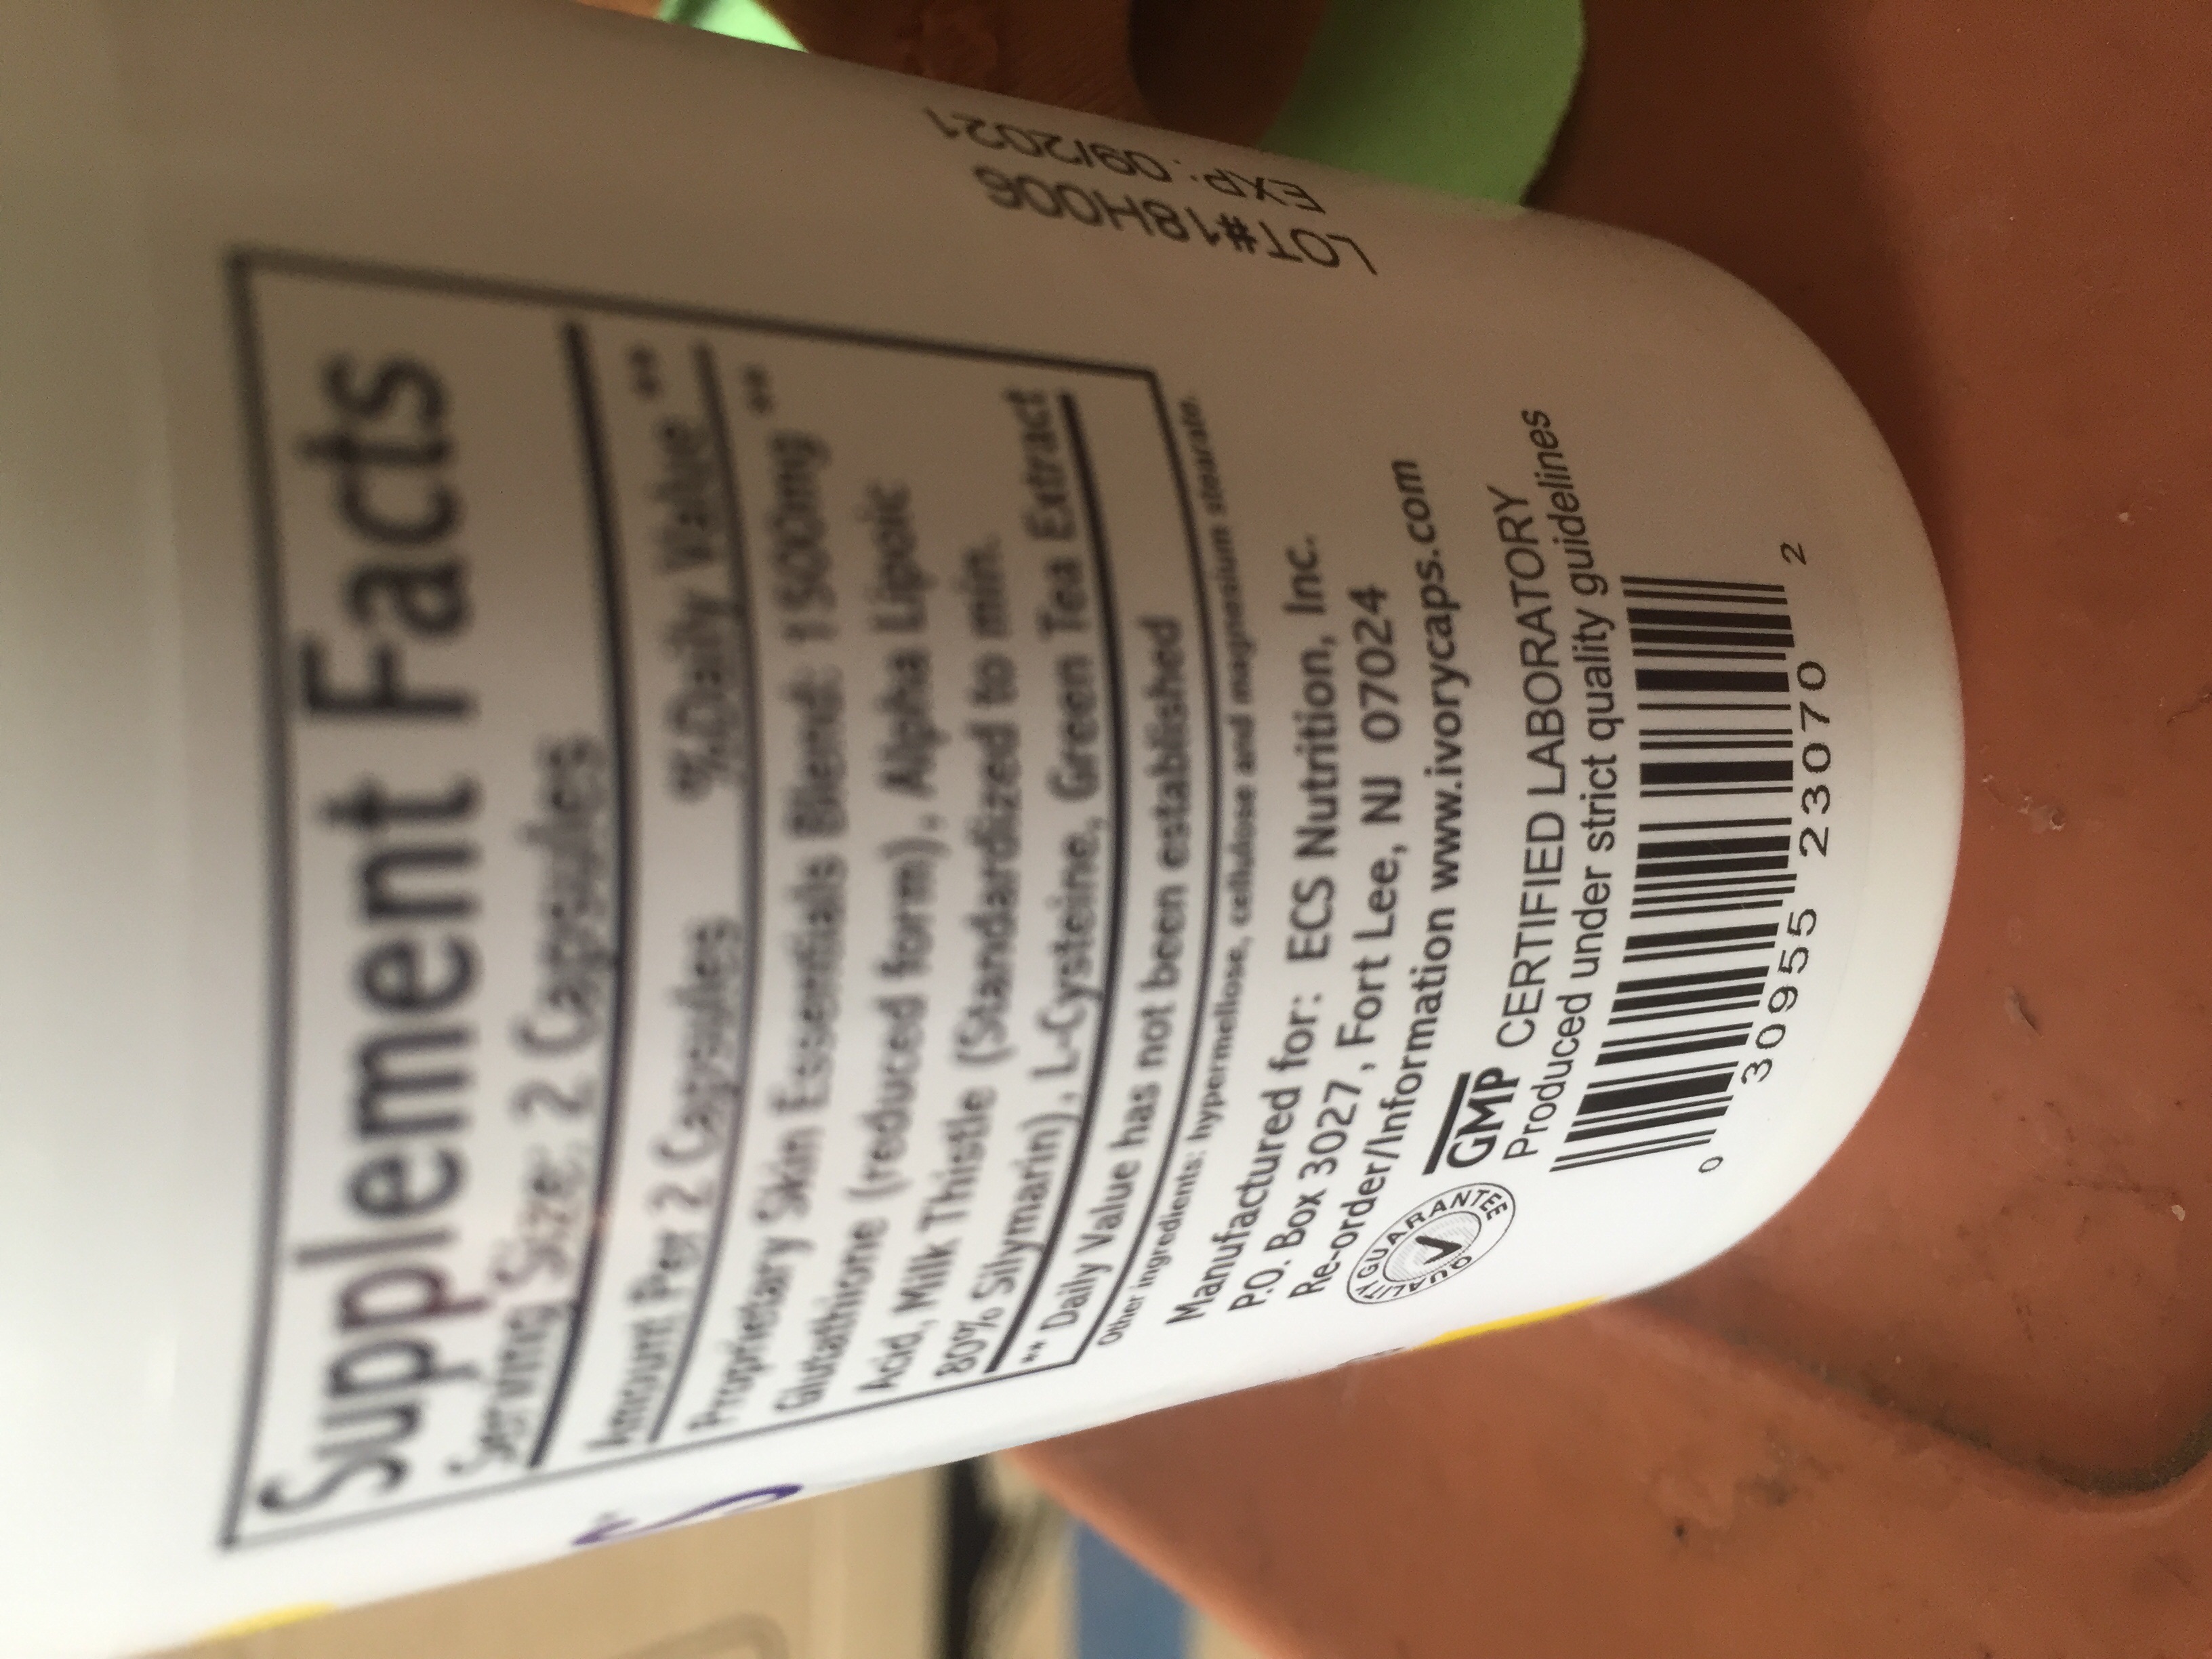 Supplement Facts
Serving Size: 2 Capsules
Amount Per 2 Capsules %Daily Value **
Proprietary Skin Essentials Blend: 1500mg **
Glutathione (reduced form), Alpha Lipoic
Acid, Milk Thistle (Standardized to min.
80% Silymarin), L-Cysteine, Green Tea Extract
** Daily Value has not been established
Other ingredients: hypermellose, cellulose and magnesium stearate.
Manufactured for: ECS Nutrition, Inc.
P.O. Box 3027, Fort Lee, NJ 07024
Re-order/Information www.ivorycaps.com
QUALITY GUARANTEE
GMP CERTIFIED LABORATORY
Produced under strict quality guidelines
0 30955 23070 2
LOT#18H006
EXP: 09/2021